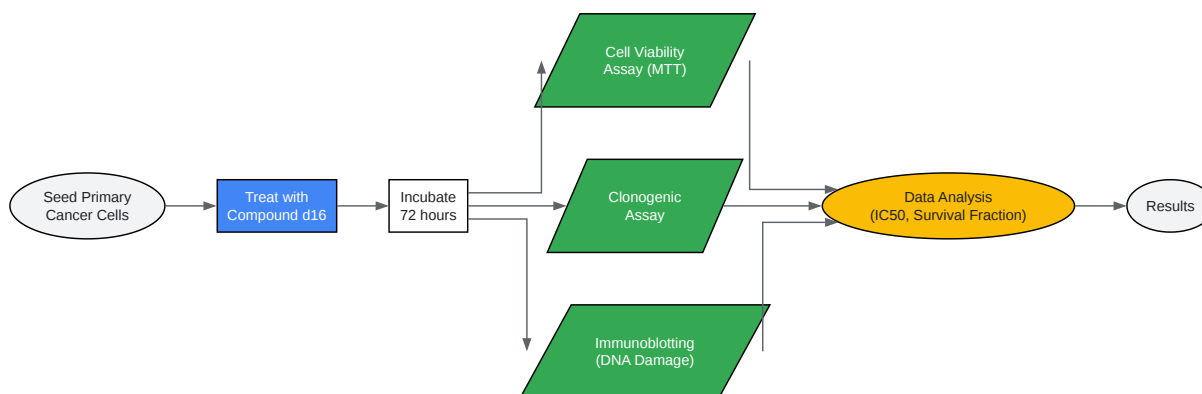 Seed Primary
Cancer Cells
Treat with
Compound d16
Incubate
72 hours
Cell Viability
Assay (MTT)
Clonogenic
Assay
Immunoblotting
(DNA Damage)
Data Analysis
(IC50, Survival Fraction)
Results